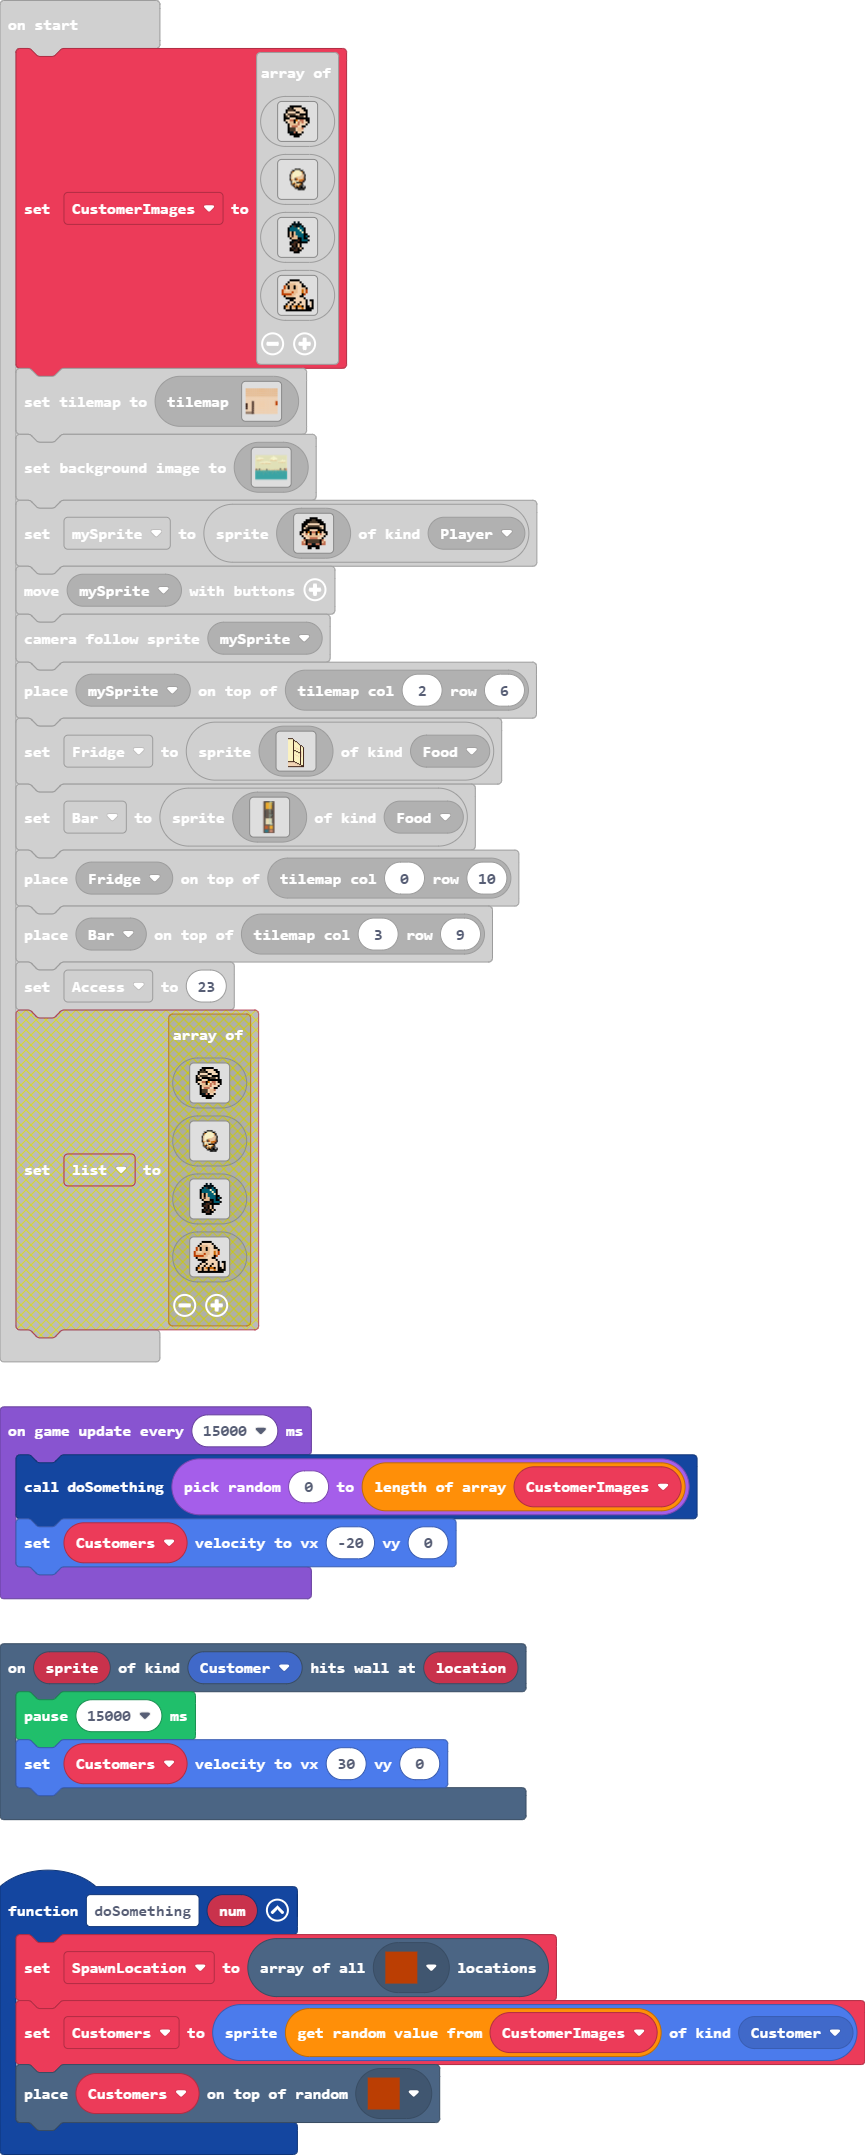 on start
array of
set CustomerImages to
set tilemap to tilemap
set background image to
set mySprite to sprite of kind Player
move mySprite with buttons
camera follow sprite mySprite
place mySprite on top of tilemap col 2 row 6
set Fridge to sprite of kind Food
set Bar to sprite of kind Food
place Fridge on top of tilemap col 0 row 10
place Bar on top of tilemap col 3 row 9
set Access to 23
array of
set list to
on game update every 15000 ms
call doSomething pick random 0 to length of array CustomerImages
set Customers velocity to vx -20 vy 0
on sprite of kind Customer hits wall at location
pause 15000 ms
set Customers velocity to vx 30 vy 0
function doSomething num
set SpawnLocation to array of all locations
set Customers to sprite get random value from CustomerImages of kind Customer
place Customers on top of random